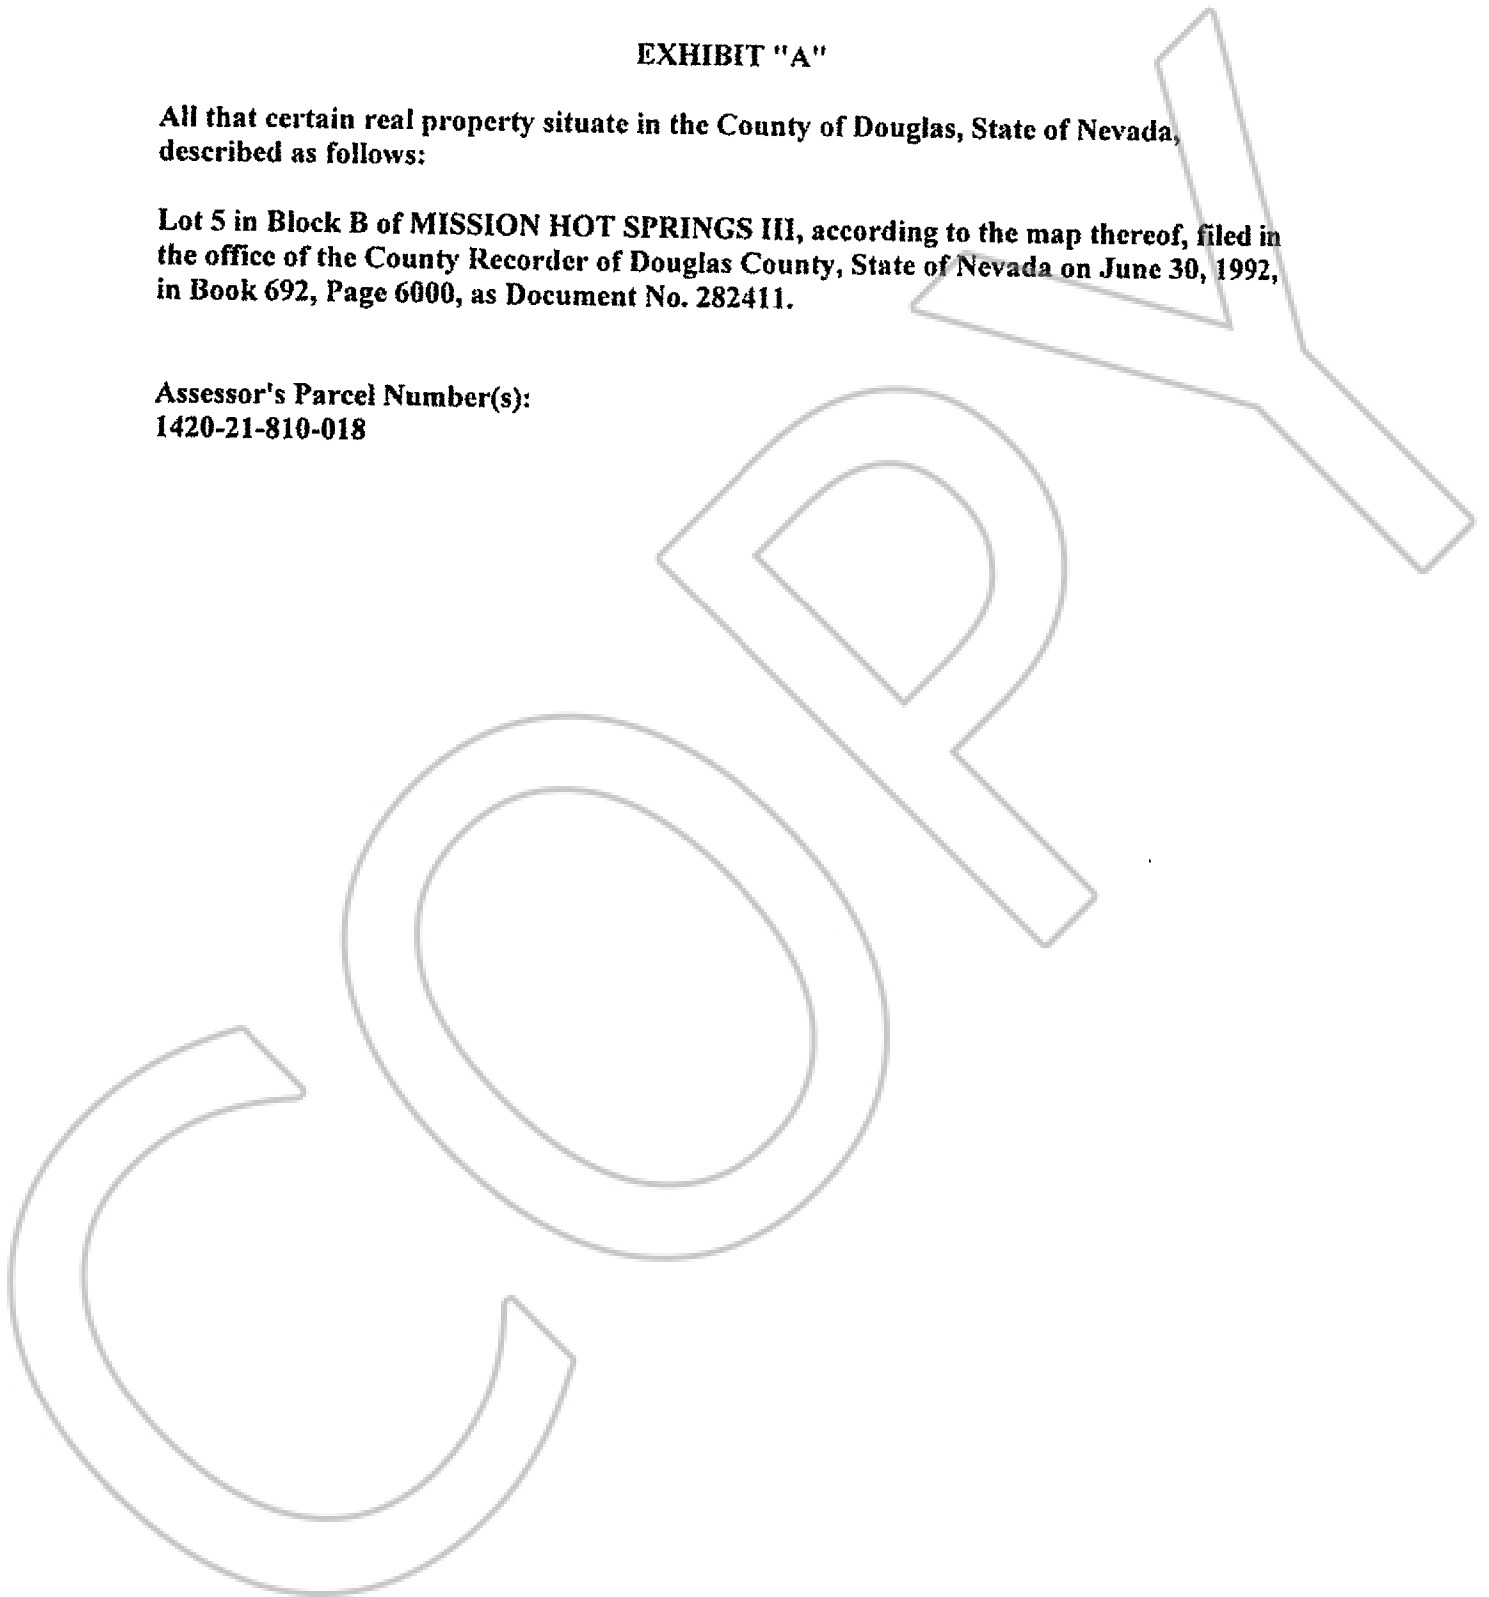 EXHIBIT "A"
All that certain real property situate in the County of Douglas, State of Nevada,
described as follows:
Lot 5 in Block B of MISSION HOT SPRINGS III, according to the map thereof, filed in
the office of the County Recorder of Douglas County, State of Nevada on June 30, 1992,
in Book 692, Page 6000, as Document No. 282411.
Assessor's Parcel Number(s):
1420-21-810-018
COPY